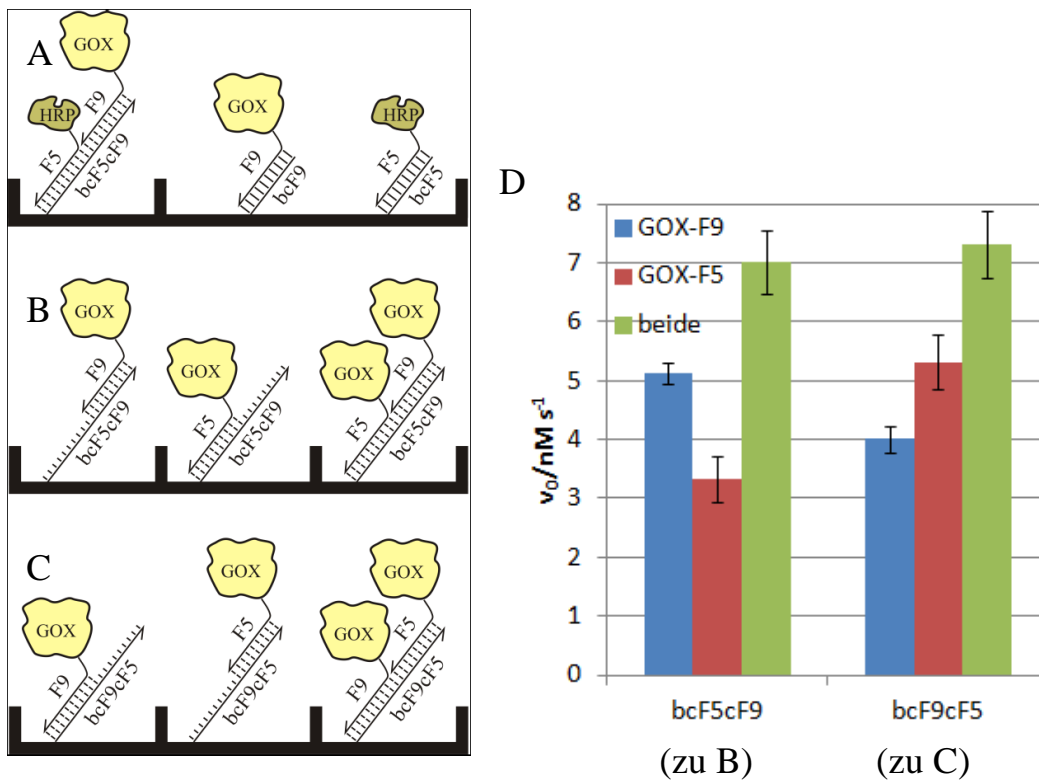 A
GOX
HRP
F9
F5
bcF5cF9
GOX
F9
bcF9
HRP
F5
bcF5
B
GOX
F9
bcF5cF9
GOX
F5
bcF5cF9
GOX
GOX
F9
F5
bcF5cF9
C
GOX
F9
bcF9cF5
GOX
F5
bcF9cF5
GOX
GOX
F5
F9
bcF9cF5
D
v₀/nM s⁻¹
8
7
6
5
4
3
2
1
0
GOX-F9
GOX-F5
beide
bcF5cF9
bcF9cF5
(zu B)
(zu C)